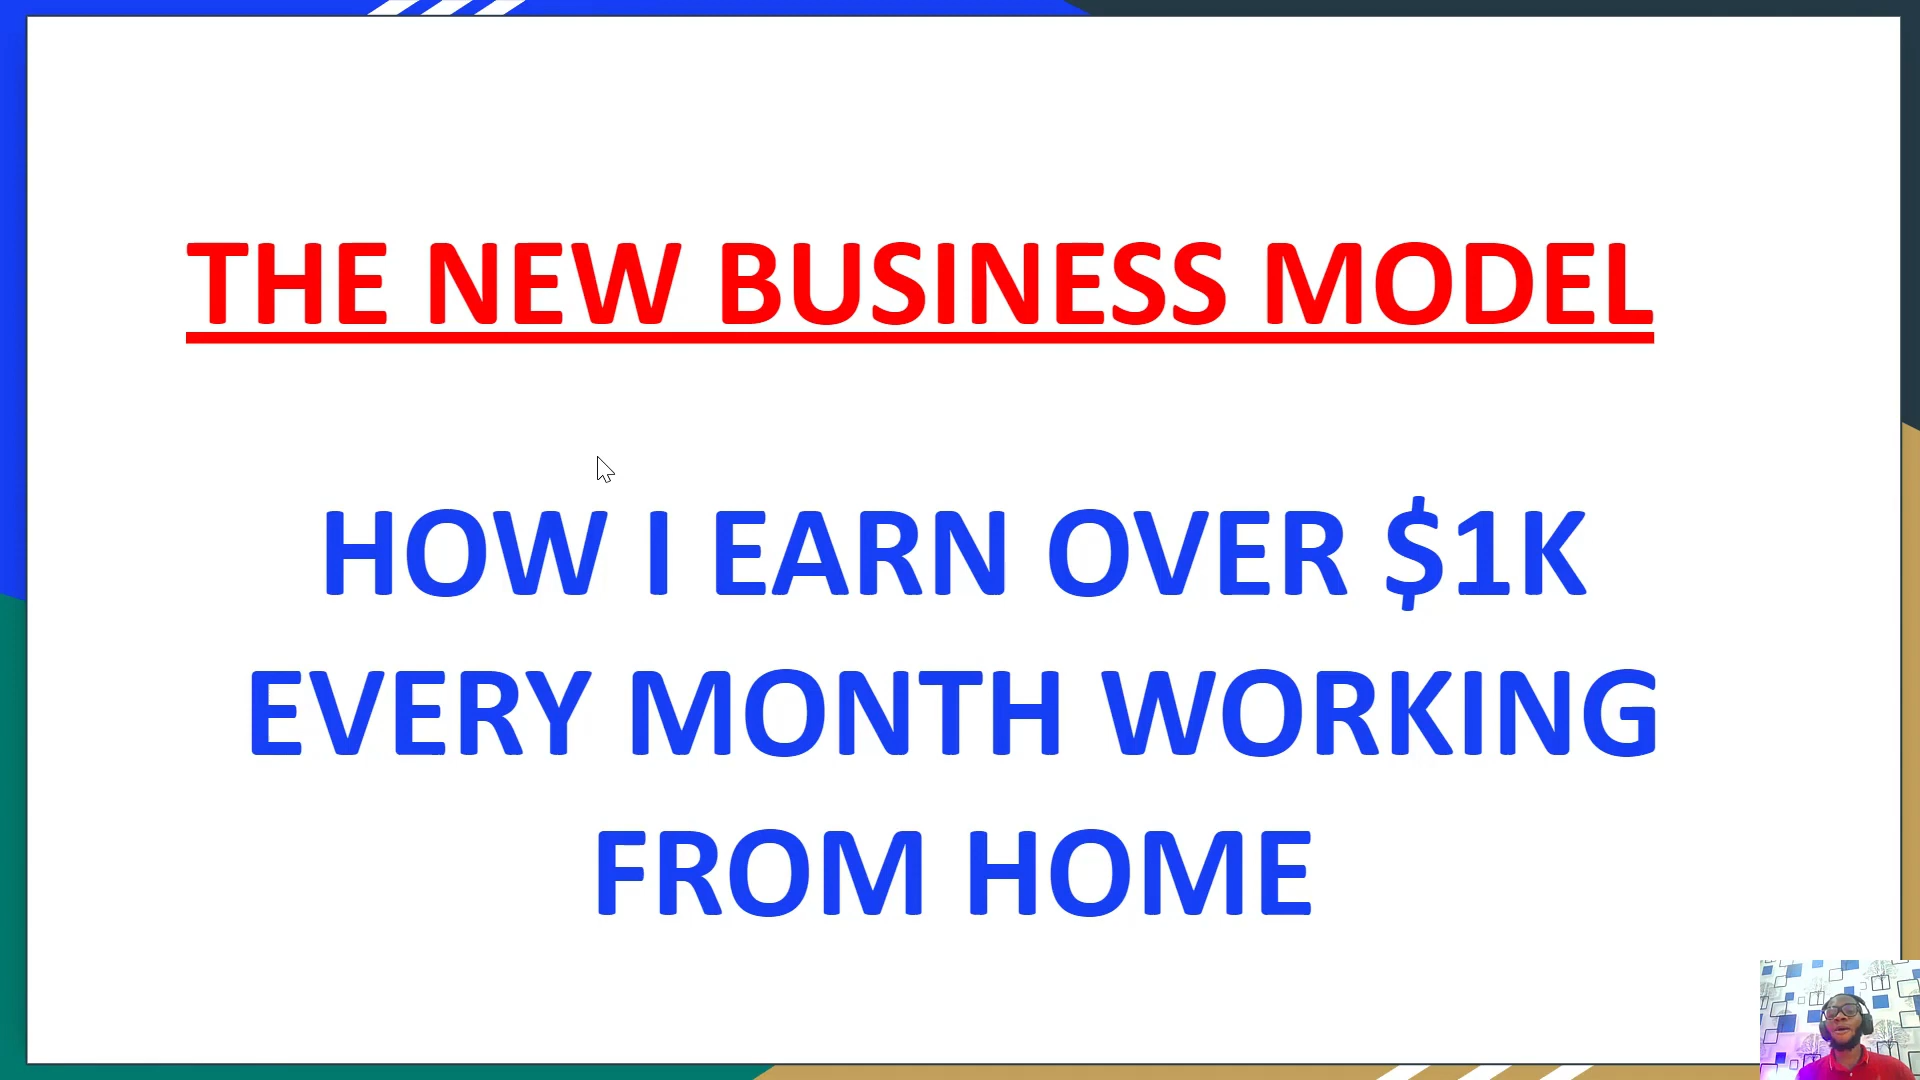 THE NEW BUSINESS MODEL
HOW I EARN OVER $1K
EVERY MONTH WORKING
FROM HOME